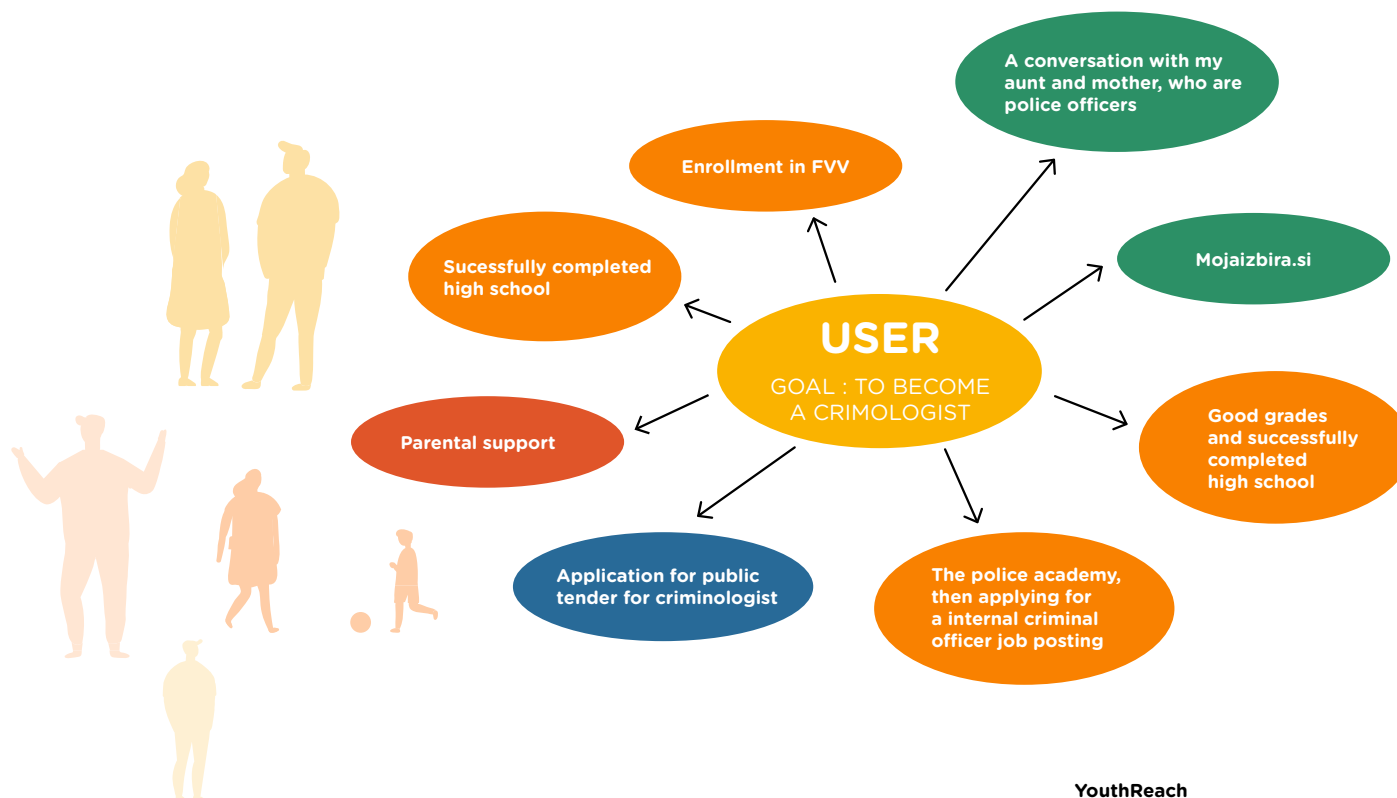 A conversation with my
aunt and mother, who are
police officers
Enrollment in FVV
Mojaizbira.si
Sucessfully completed
high school
USER
GOAL : TO BECOME
A CRIMOLOGIST
Good grades
and successfully
completed
high school
Parental support
Application for public
tender for criminologist
The police academy,
then applying for
a internal criminal
officer job posting
YouthReach